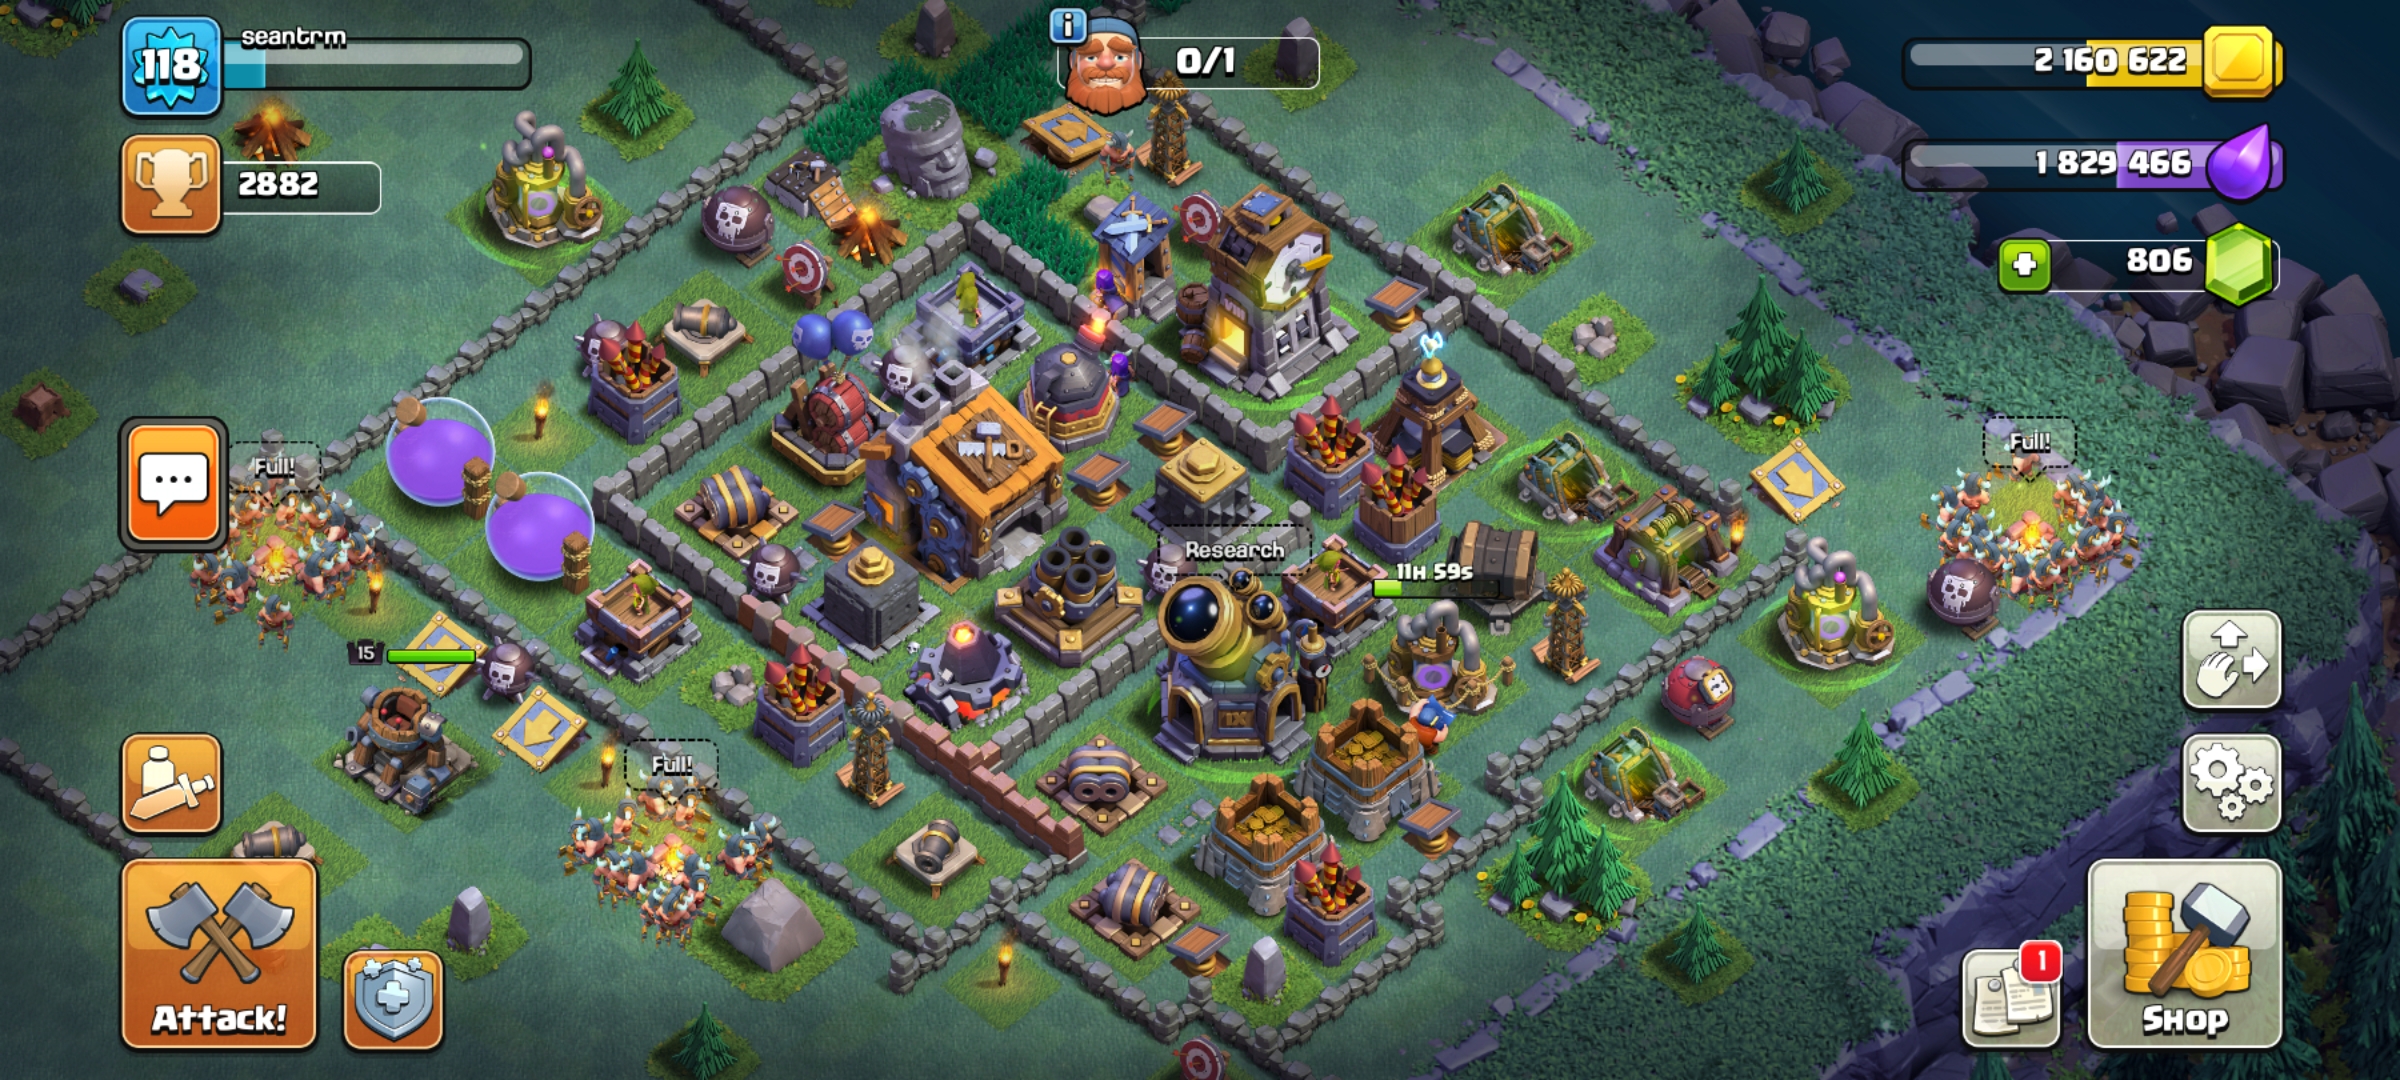 seantrm
118
0/1
2 160 622
2882
1 829 466
806
Full!
Full!
Research
11H 59s
15
Full!
IX
Attack!
1
Shop